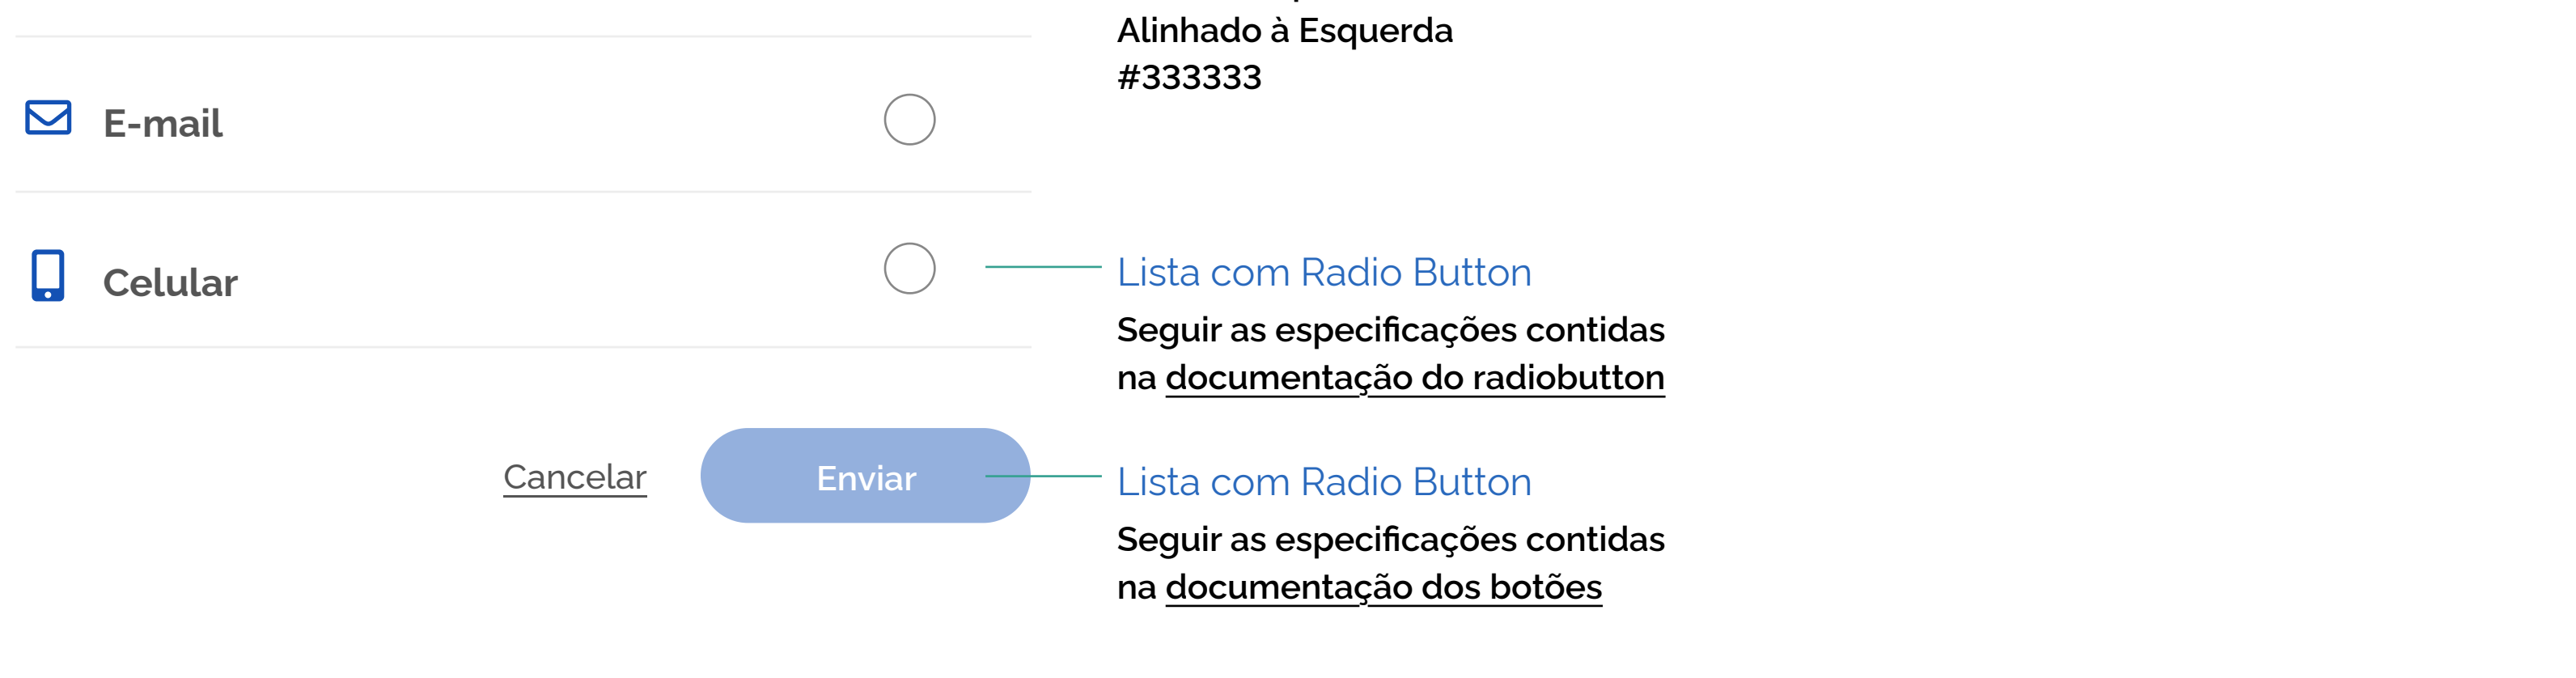 Alinhado à Esquerda
#333333
E-mail
Celular
Lista com Radio Button
Seguir as especificações contidas
na documentação do radiobutton
Cancelar
Enviar
Lista com Radio Button
Seguir as especificações contidas
na documentação dos botões